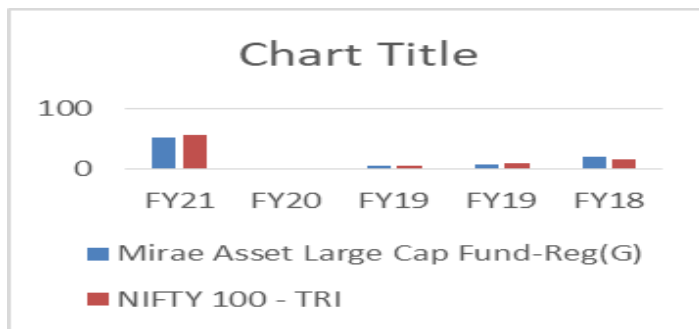 Chart Title
100
0
FY21 FY20 FY19 FY19 FY18
Mirae Asset Large Cap Fund-Reg(G)
NIFTY 100 - TRI